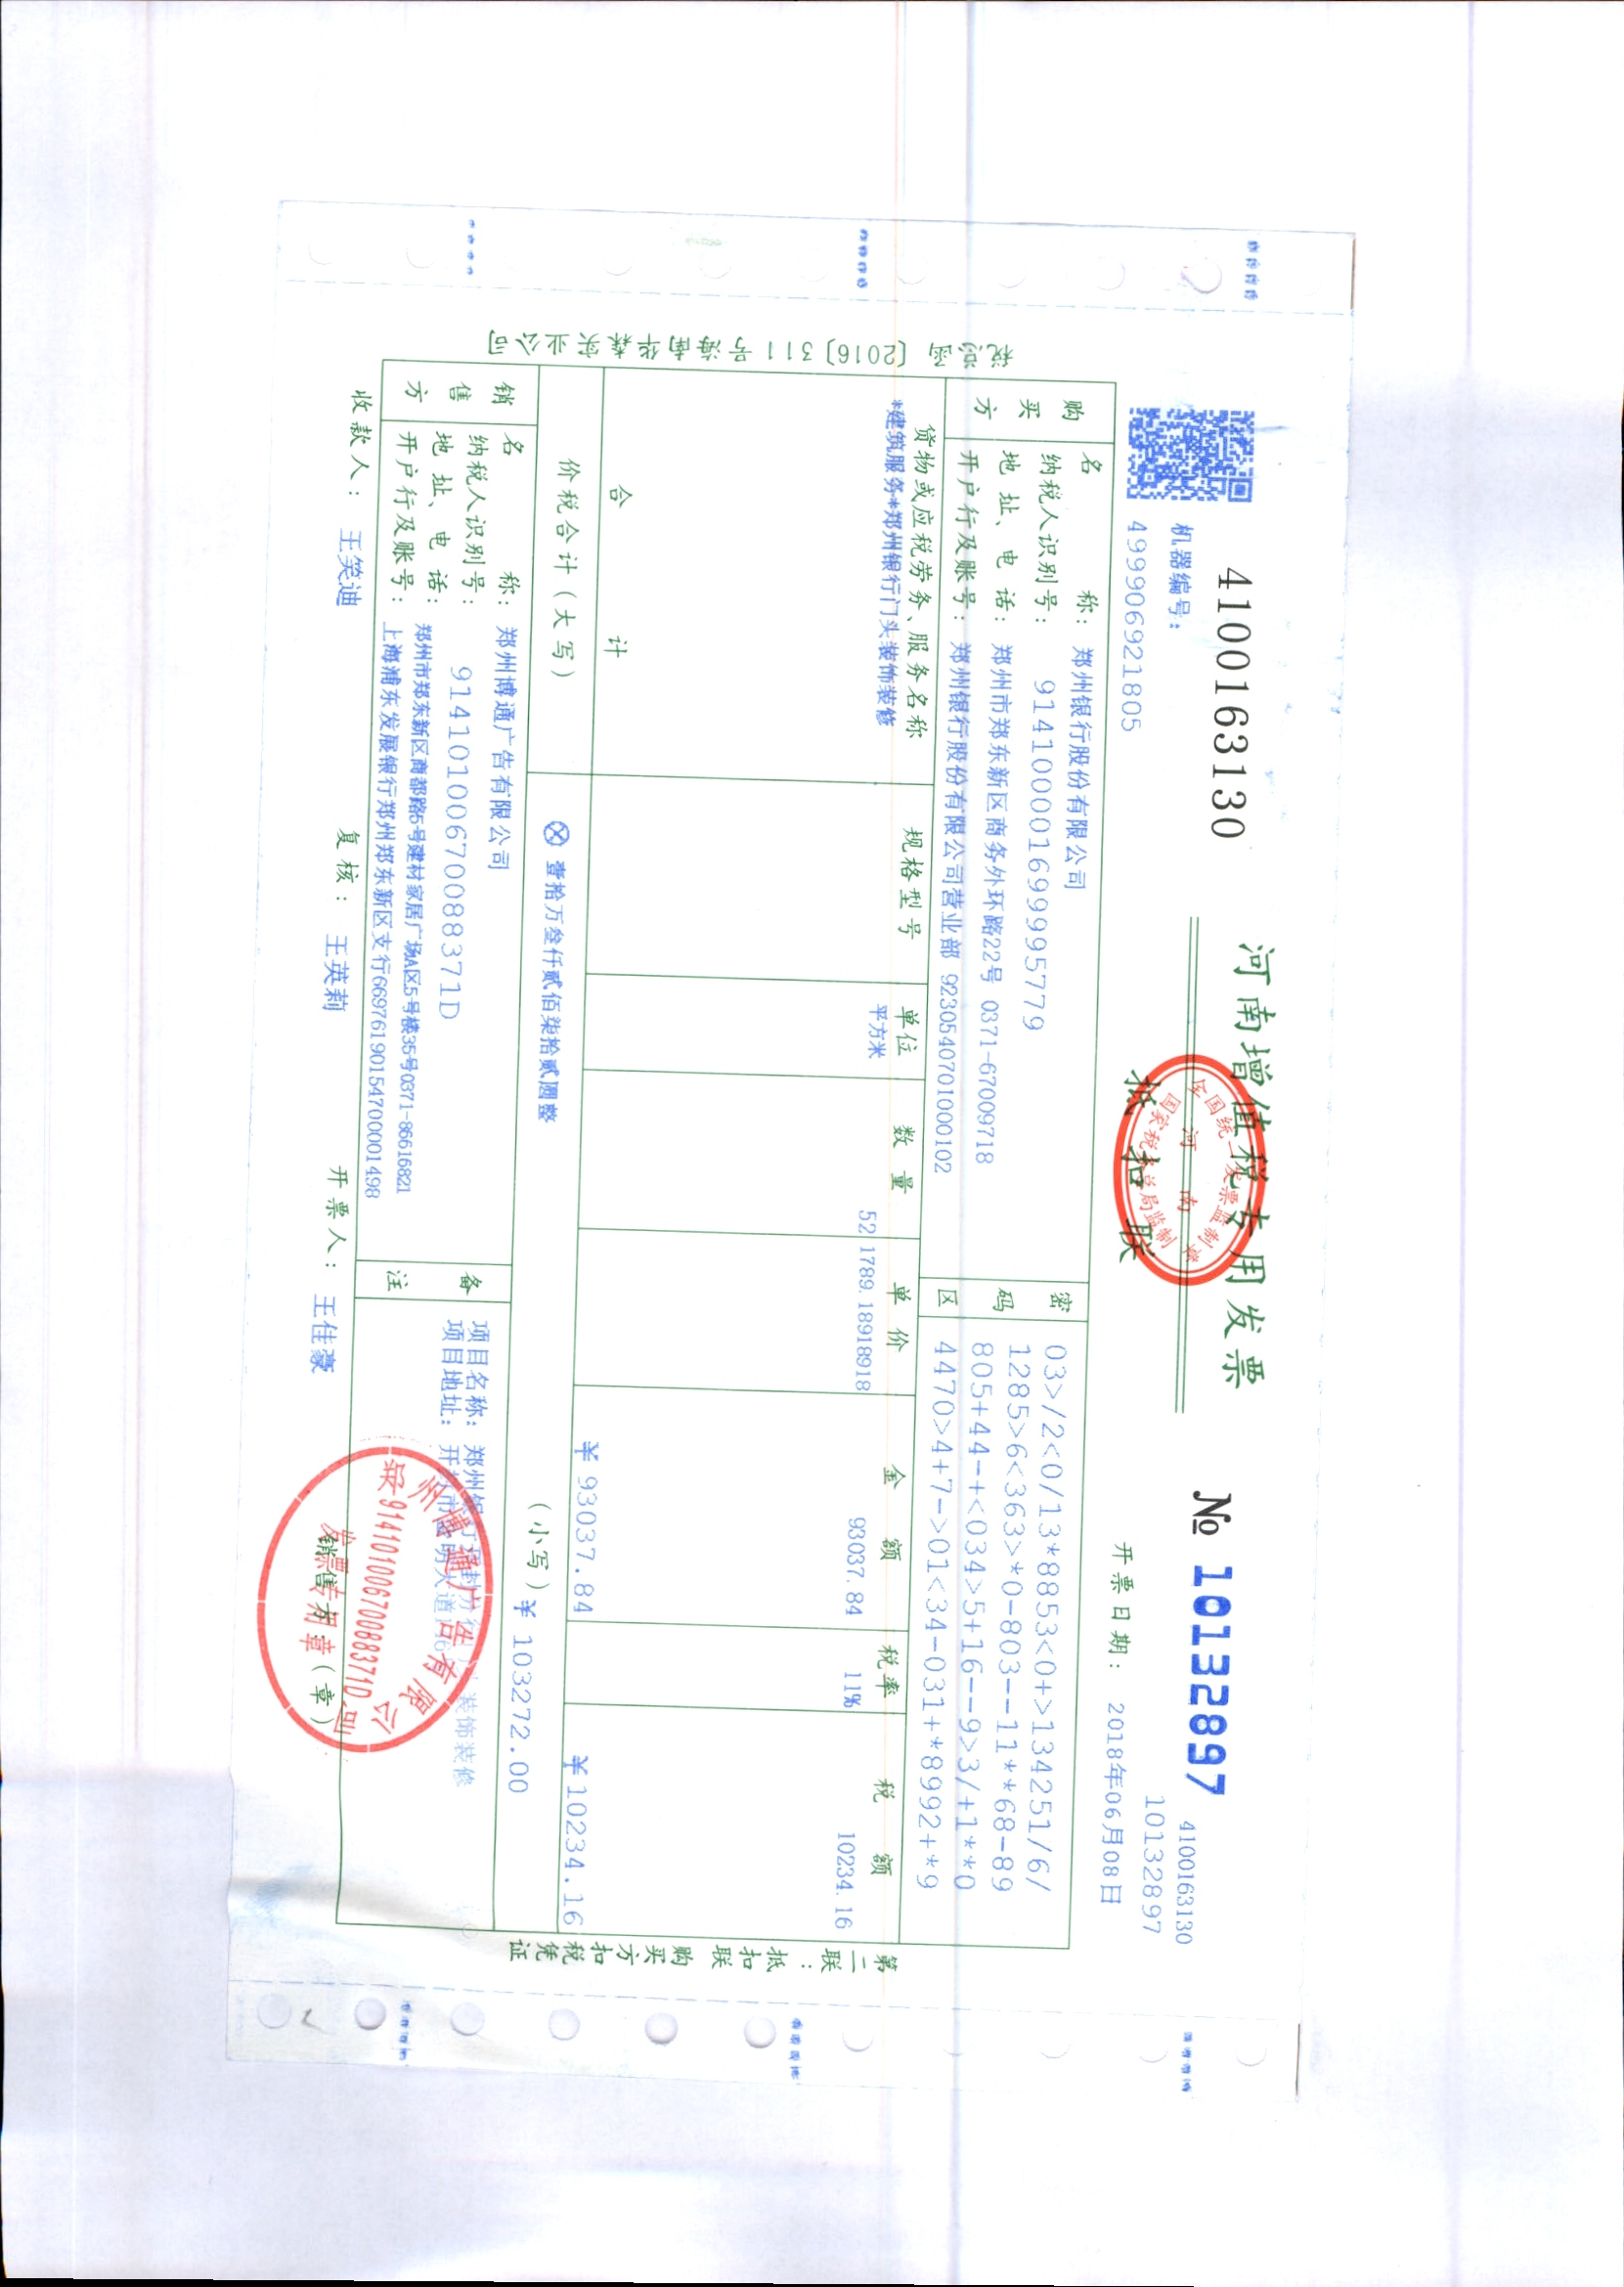 4100163130
河南增值税专用发票
№ 10132897
4100163130
10132897
机器编号:
499906921805
抵扣联
开票日期: 2018年06月08日
全国统一发票监制章
河南
国家税务总局监制
税总函〔2016〕311号海南华森实业公司
购买方
名称: 郑州银行股份有限公司
纳税人识别号: 914100001699995779
地址、电话: 郑州市郑东新区商务外环路22号 0371-67009718
开户行及账号: 郑州银行股份有限公司营业部 92305407010001​02
密码区
03>/2<0/13*8853<0+>134251/6/
1285>6<363>*0-803--11**68-89
805+44-+<034>5+16--9>3/+1***0
4470>4+7->01<34-031+*8992+*9
货物或应税劳务、服务名称 规格型号 单位 数量 单价 金额 税率 税额
*建筑服务*郑州银行门头装饰装修 平方米 52 1789.18918918 93037.84 11% 10234.16
合计 ￥93037.84 ￥10234.16
价税合计（大写） ⊗ 壹拾万叁仟贰佰柒拾贰圆整 （小写）￥103272.00
销售方
名称: 郑州博通广告有限公司
纳税人识别号: 91410100670088371D
地址、电话: 郑州市郑东新区商都路5号建材家居广场A区5号楼35号0371-86616821
开户行及账号: 上海浦东发展银行郑州郑东新区支行66976190154700001498
备注
项目名称: 郑州银行开封分行门头装饰装修
项目地址: 开封市
明大道
郑州博通广告有限公司
91410100670088371D
发票专用章
收款人: 王笑迪 复核: 王英莉 开票人: 王佳豪 销售方:（章）
第二联：抵扣联 购买方扣税凭证